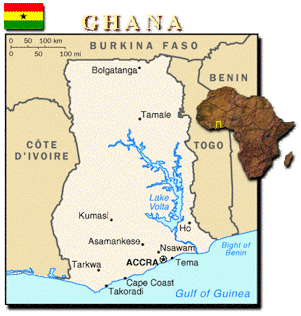 GHANA
0 50 100 km
0 50 100 mi
BURKINA FASO
Bolgatanga
BENIN
Tamale
CÔTE
D'IVOIRE
TOGO
Lake
Volta
Kumasi
Ho
Asamankese
Nsawam
Bight of
Benin
ACCRA
Tema
Tarkwa
Cape Coast
Takoradi
Gulf of Guinea